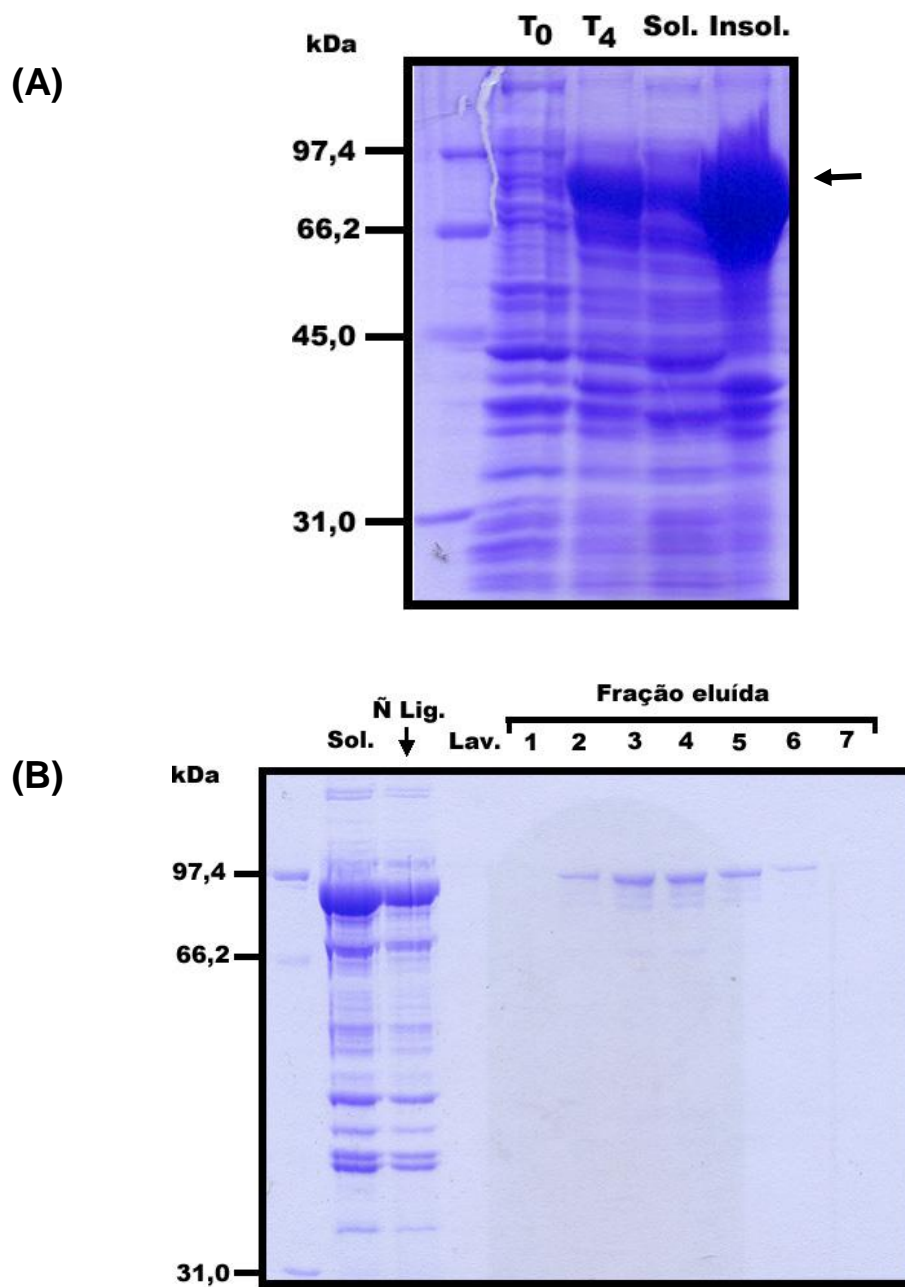 (A)
kDa T0 T4 Sol. Insol.
97,4
66,2
45,0
31,0
(B)
Fração eluída
Ñ Lig.
Sol. Lav. 1 2 3 4 5 6 7
kDa
97,4
66,2
31,0